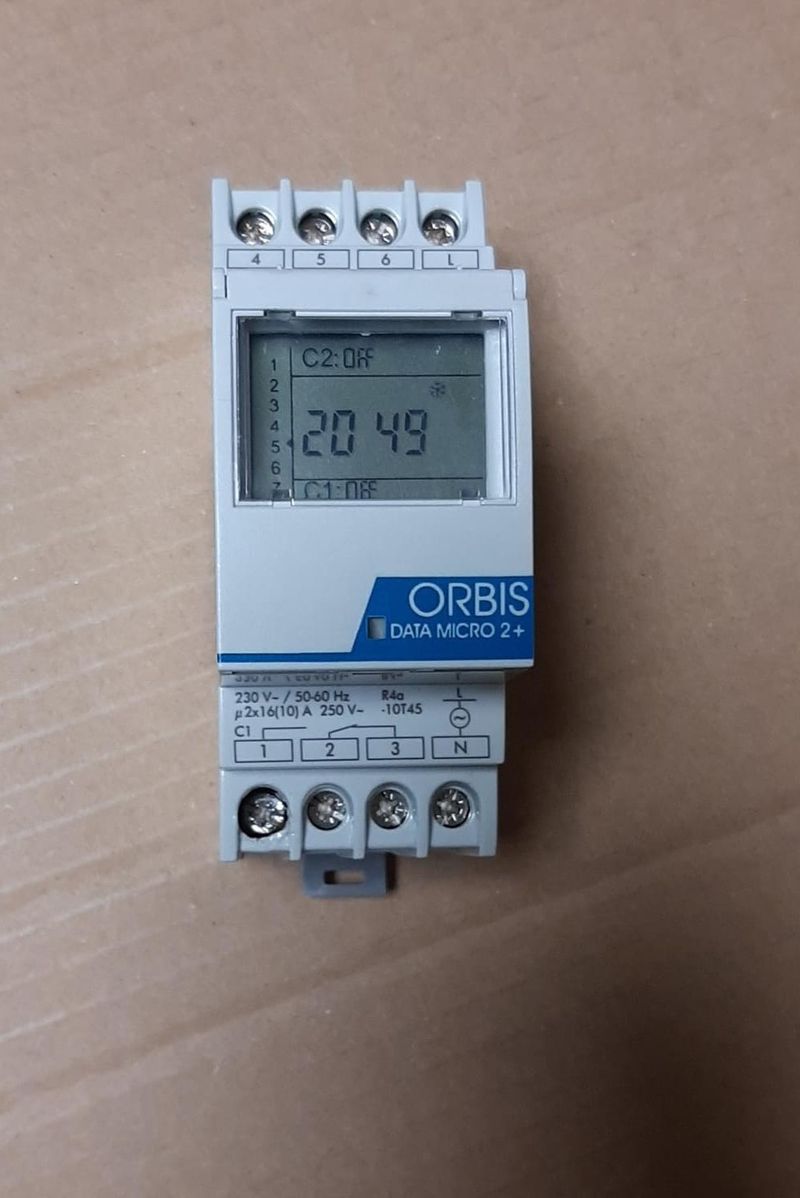 4 5 6 L
1 C2:OFF
2
3
4 20 49
5
6
7 C1:OFF
ORBIS
DATA MICRO 2+
230 V~ / 50-60 Hz R4a L
µ2x16(10) A 250 V~ -10T45
C1
1 2 3 N